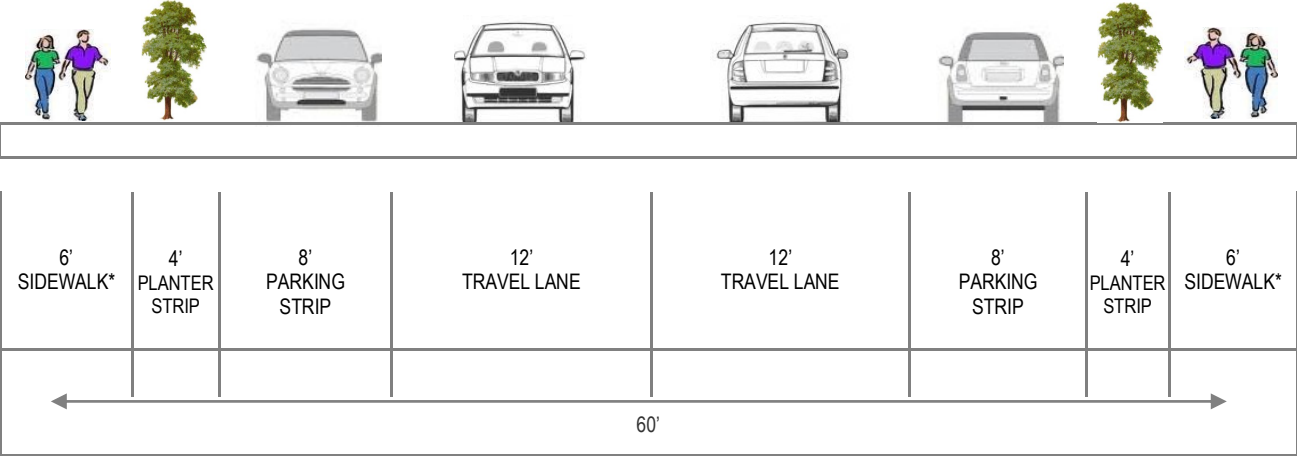 6’
SIDEWALK*
4’
PLANTER
STRIP
8’
PARKING
STRIP
12’
TRAVEL LANE
12’
TRAVEL LANE
8’
PARKING
STRIP
4’
PLANTER
STRIP
6’
SIDEWALK*
60’